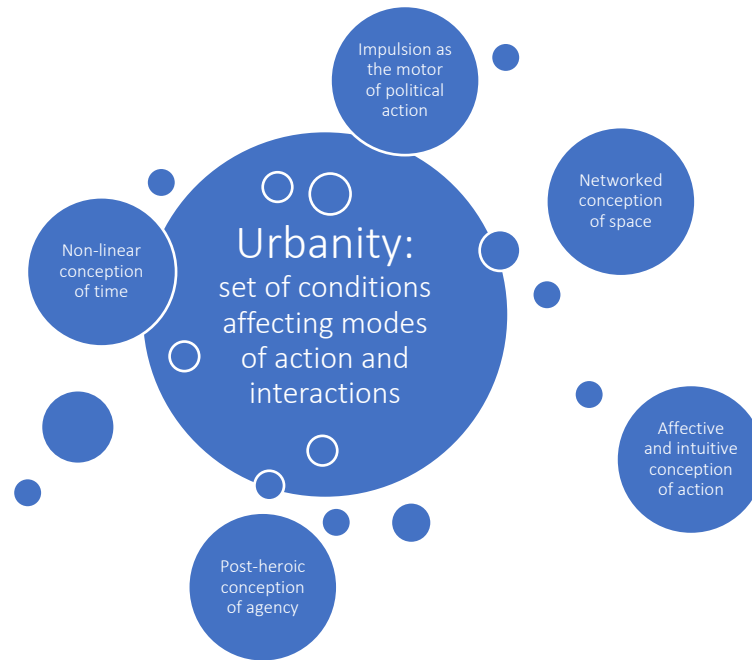 Impulsion as
the motor
of political
action
Networked
conception
of space
Non-linear
conception
of time
Urbanity:
set of conditions
affecting modes
of action and
interactions
Affective
and intuitive
conception
of action
Post-heroic
conception
of agency